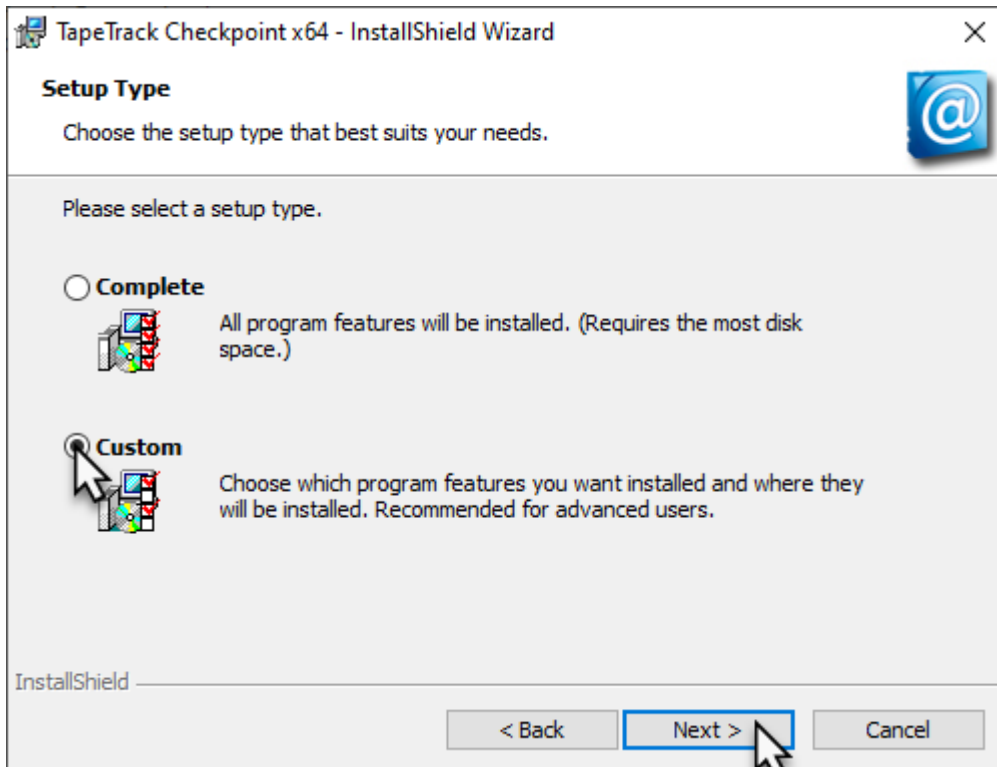 TapeTrack Checkpoint x64 - InstallShield Wizard
Setup Type
Choose the setup type that best suits your needs.
Please select a setup type.
Complete
All program features will be installed. (Requires the most disk
space.)
Custom
Choose which program features you want installed and where they
will be installed. Recommended for advanced users.
InstallShield
< Back
Next >
Cancel